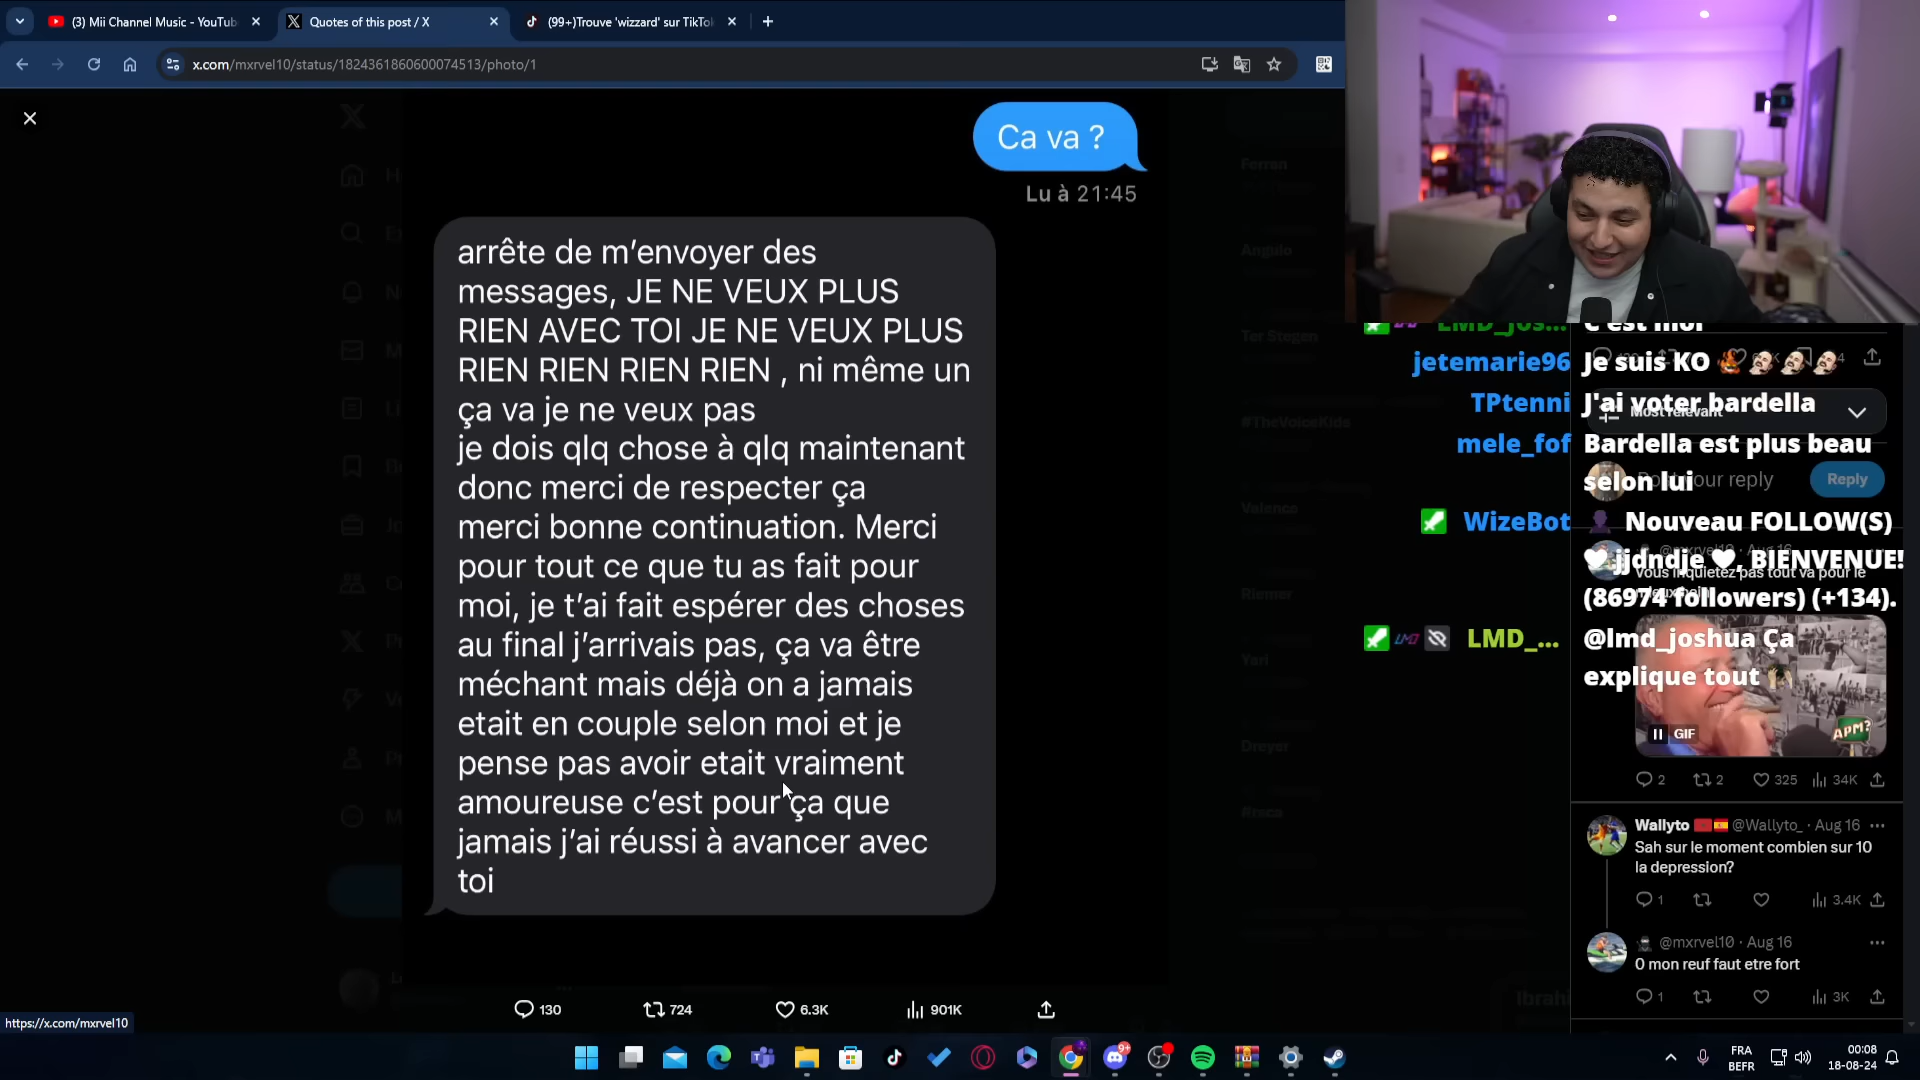 (3) Mii Channel Music - YouTub
Quotes of this post / X
(99+)Trouve 'wizzard' sur TikTo
x.com/mxrvel10/status/1824361860600074513/photo/1
Ca va ?
Lu à 21:45
arrête de m'envoyer des
messages, JE NE VEUX PLUS
RIEN AVEC TOI JE NE VEUX PLUS
RIEN RIEN RIEN RIEN , ni même un
ça va je ne veux pas
je dois qlq chose à qlq maintenant
donc merci de respecter ça
merci bonne continuation. Merci
pour tout ce que tu as fait pour
moi, je t'ai fait espérer des choses
au final j'arrivais pas, ça va être
méchant mais déjà on a jamais
etait en couple selon moi et je
pense pas avoir etait vraiment
amoureuse c'est pour ça que
jamais j'ai réussi à avancer avec
toi
130
724
6.3K
901K
https://x.com/mxrvel10
Ferran
Angulo
Ter Stegen
#TheVoiceKids
Valence
Riemer
Yari
Dreyer
C'est moi
jetemarie96 Je suis KO
TPtenni J'ai voter bardella
Most relevant
mele_fof Bardella est plus beau
selon lui
your reply
Reply
WizeBot Nouveau FOLLOW(S)
jjdndje, BIENVENUE!
(86974 followers) (+134).
@mxrvel10 · Aug 16
Vous inquietez pas tout va pour le
LMD_... @lmd_joshua Ça
explique tout
GIF
APM?
2
2
325
34K
Wallyto @Wallyto_ · Aug 16
Sah sur le moment combien sur 10
la depression?
1
3.4K
@mxrvel10 · Aug 16
0 mon reuf faut etre fort
1
3K
9+
FRA
BEFR
00:08
18-08-24